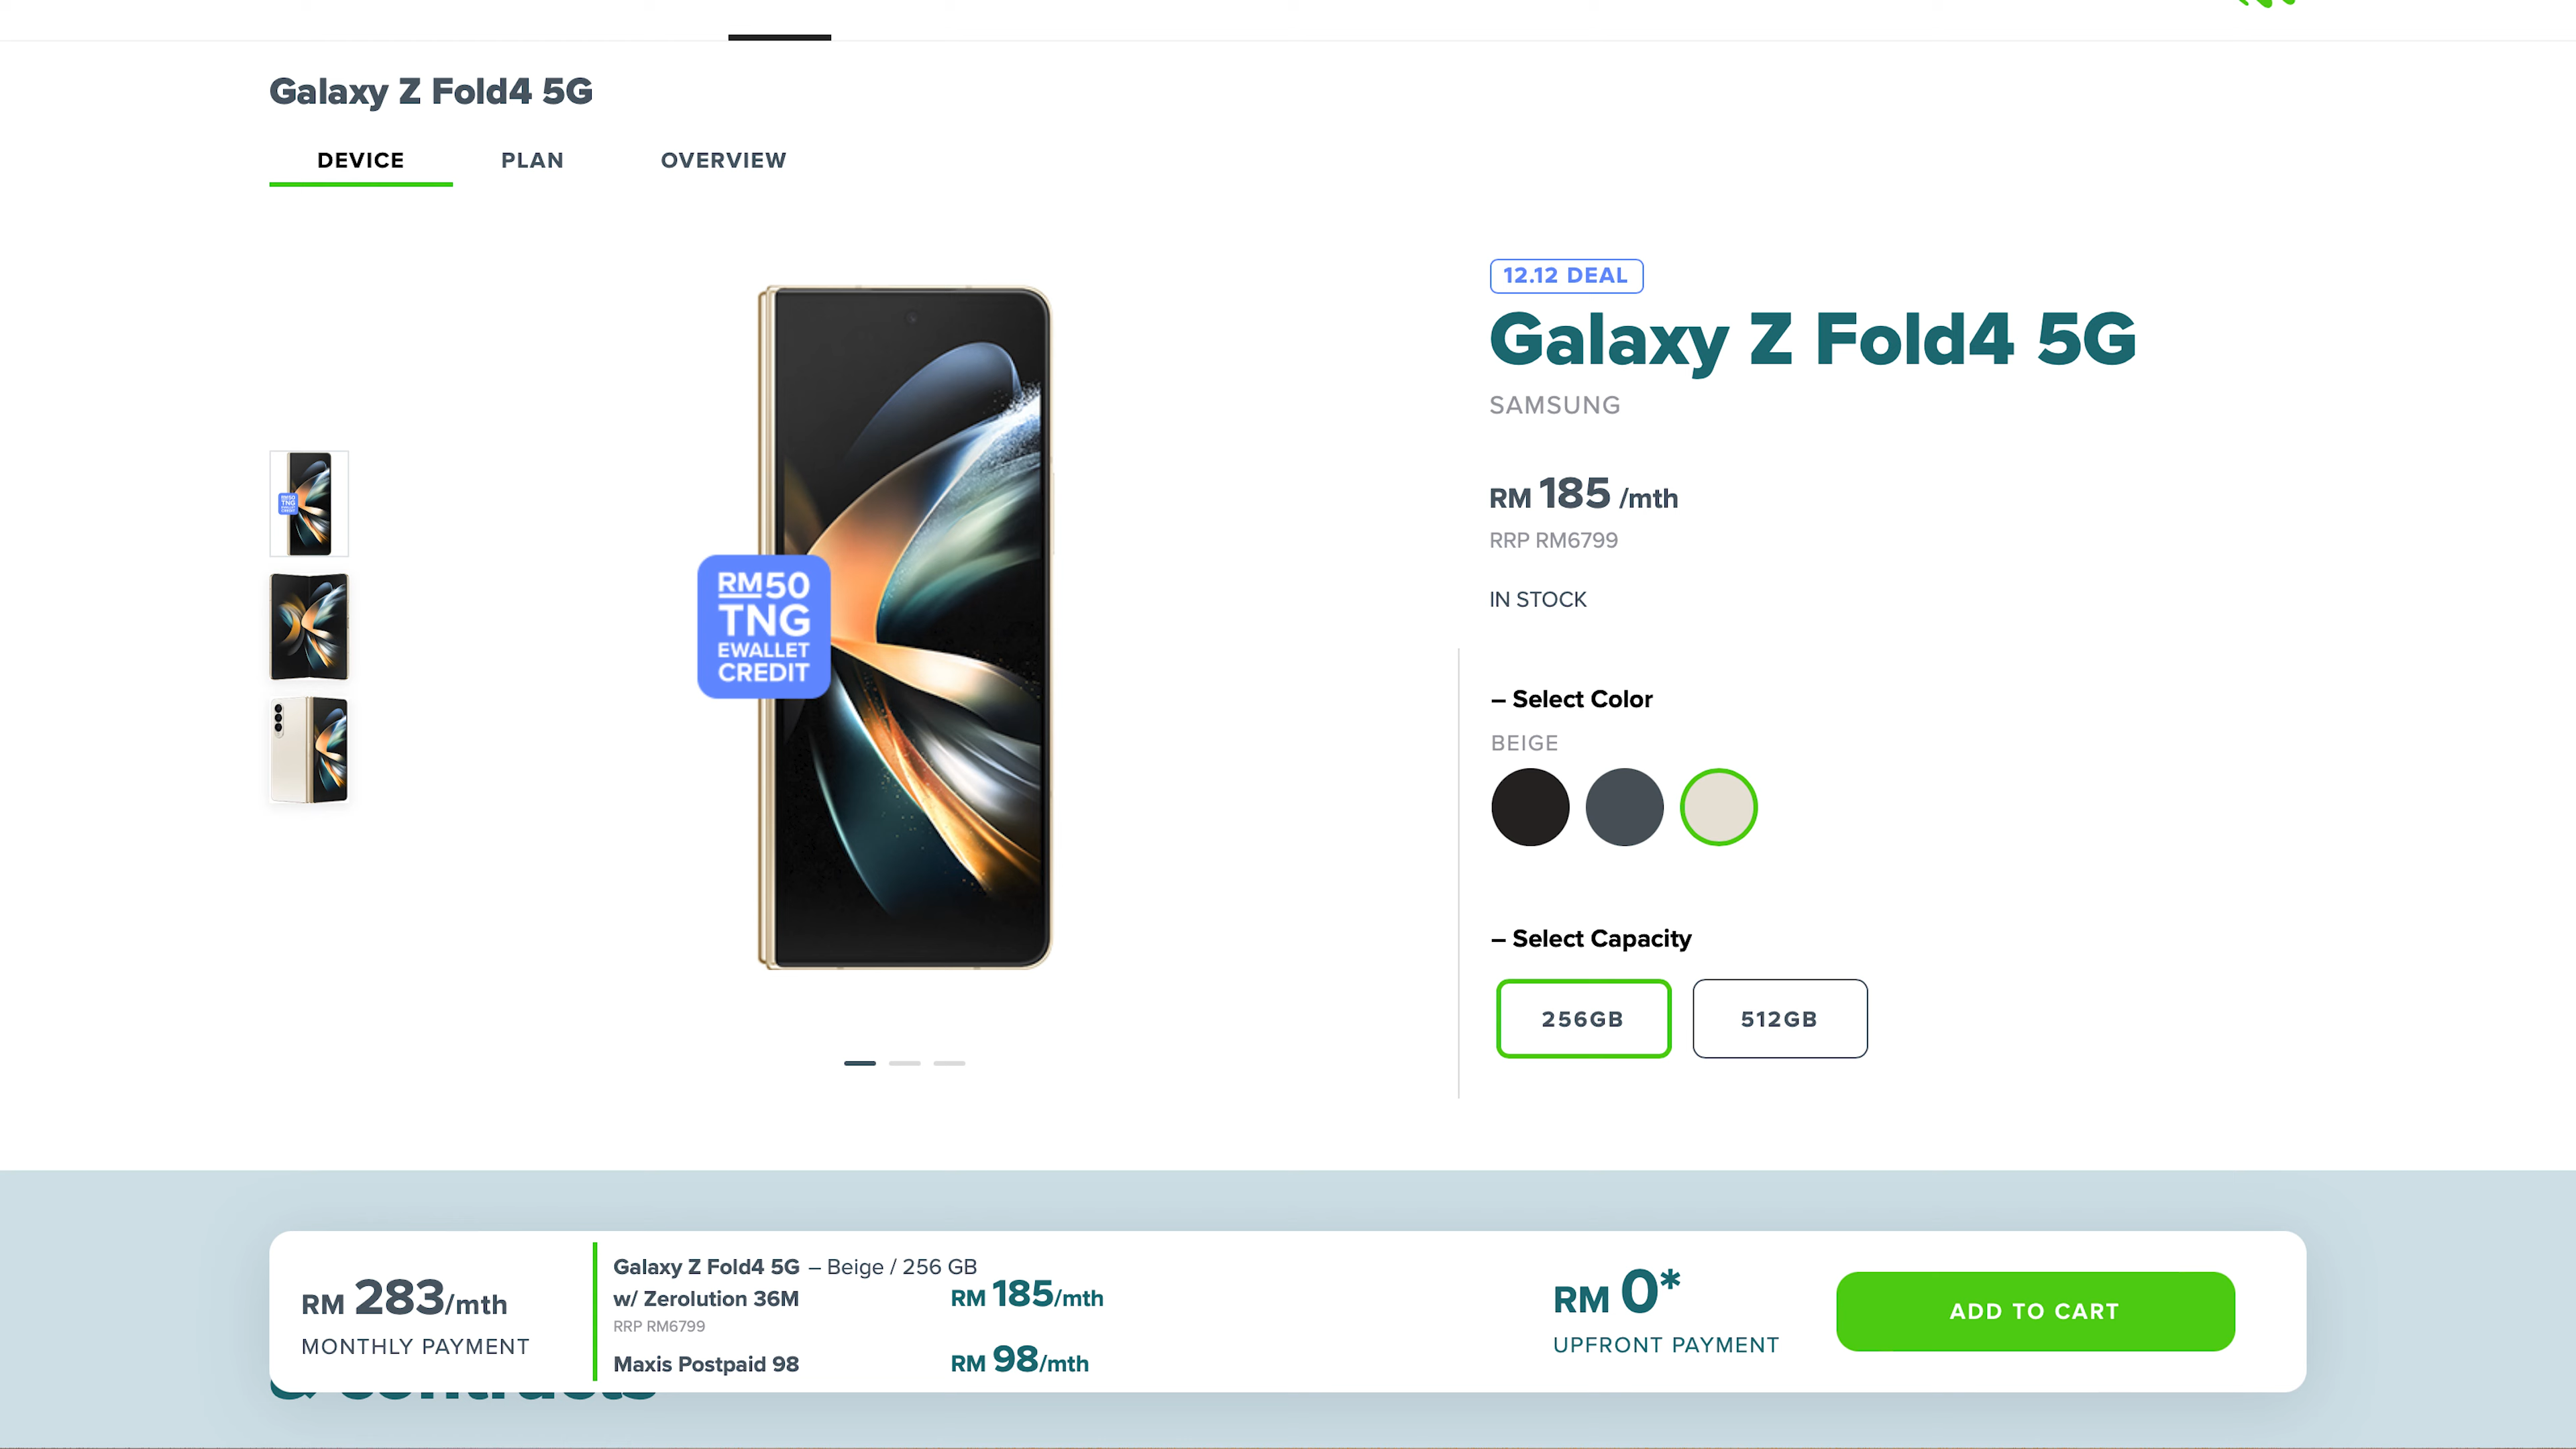 Galaxy Z Fold4 5G
DEVICE
PLAN
OVERVIEW
RM50
TNG
EWALLET
CREDIT
12.12 DEAL
Galaxy Z Fold4 5G
SAMSUNG
RM 185 /mth
RRP RM6799
IN STOCK
– Select Color
BEIGE
– Select Capacity
256GB
512GB
RM 283/mth
MONTHLY PAYMENT
Galaxy Z Fold4 5G – Beige / 256 GB
w/ Zerolution 36M
RM 185/mth
RRP RM6799
Maxis Postpaid 98
RM 98/mth
RM 0*
UPFRONT PAYMENT
ADD TO CART
& contracts